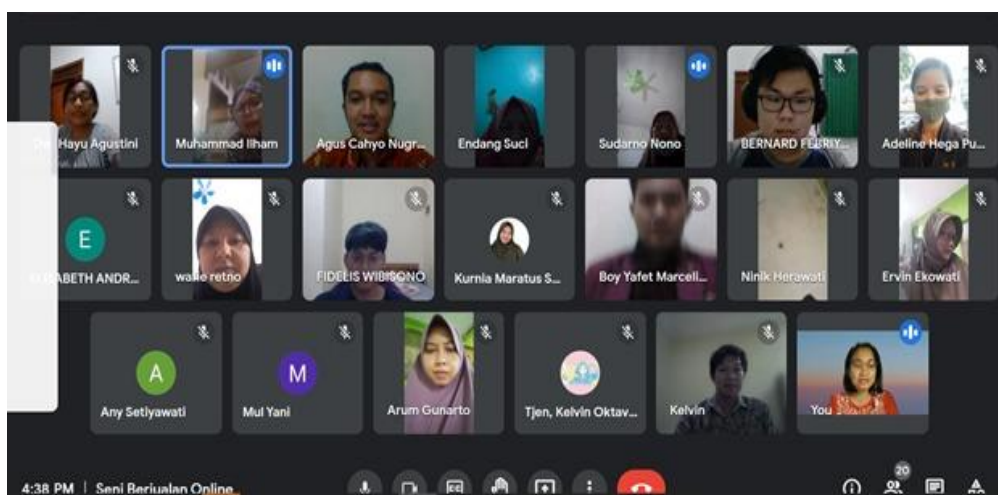 Hayu Agustini
Muhammad Ilham
Agus Cahyo Nugr...
Endang Suci
Sudarno Nono
BERNARD FEBRIY...
Adeline Hega Pu...
E
ABETH ANDR...
retno
FIDELIS WIBISONO
Kurnia Maratus S...
Boy Yafet Marceli...
Ninik Herawati
Ervin Ekowati
A
Any Setiyawati
M
Mul Yani
Arum Gunarto
Tjen, Kelvin Oktav...
Kelvin
You
20
4:38 PM | Seni Berjualan Online